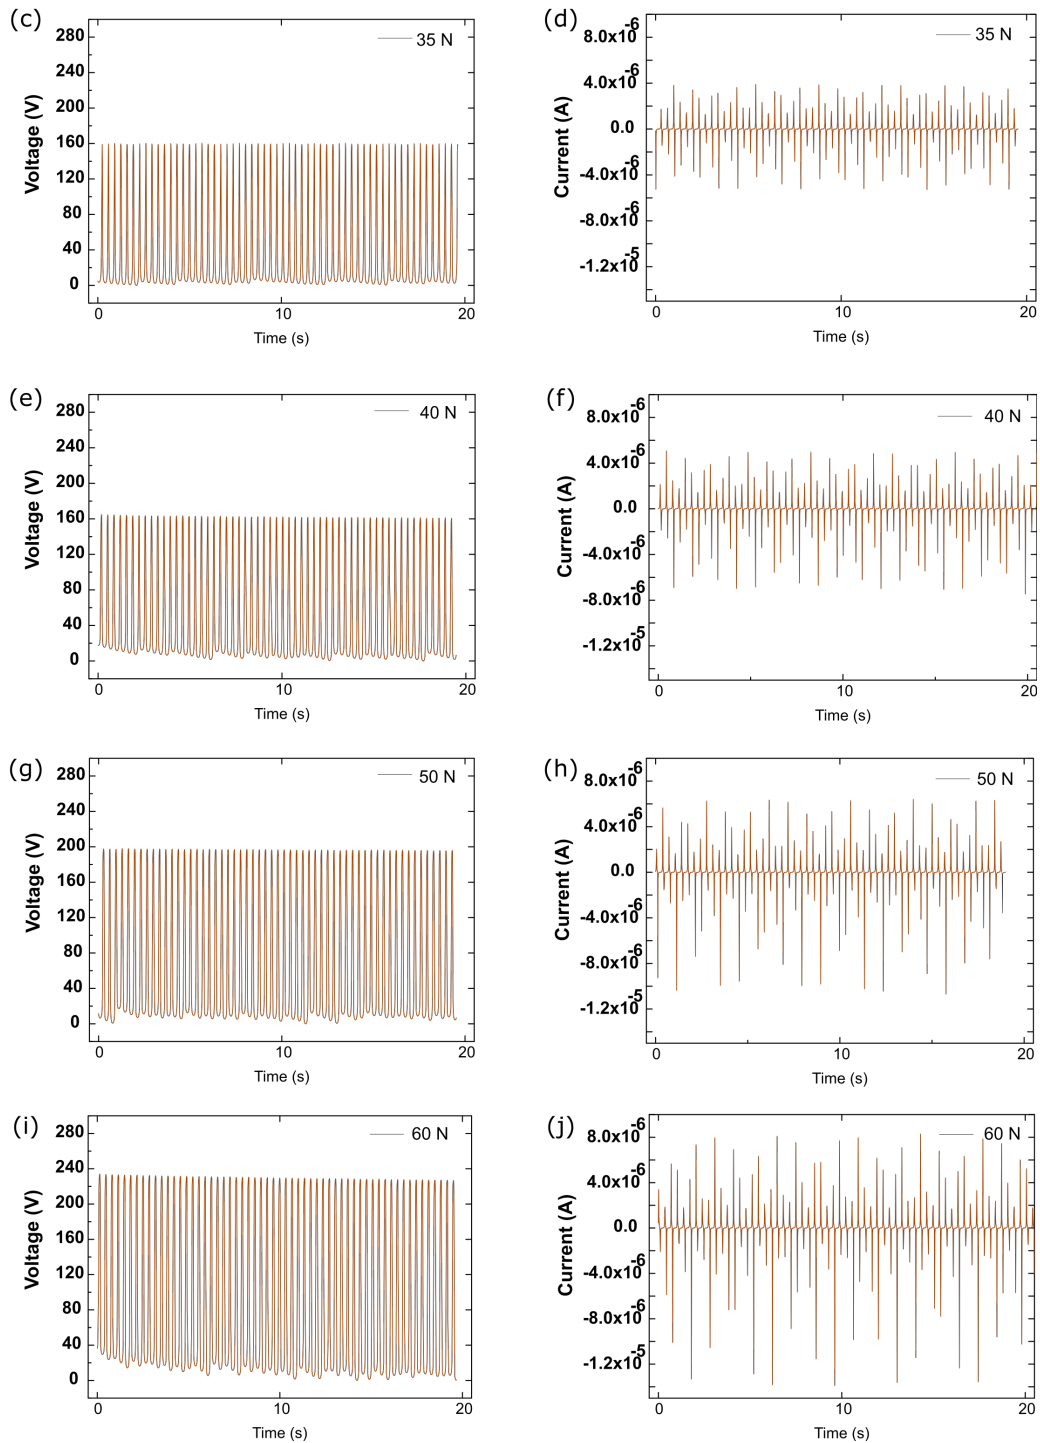 (c)
280
240
200
160
120
80
40
0
Voltage (V)
35 N
0
10
20
Time (s)
(d)
8.0x10-6
4.0x10-6
0.0
-4.0x10-6
-8.0x10-6
-1.2x10-5
Current (A)
35 N
0
10
20
Time (s)
(e)
280
240
200
160
120
80
40
0
Voltage (V)
40 N
0
10
20
Time (s)
(f)
8.0x10-6
4.0x10-6
0.0
-4.0x10-6
-8.0x10-6
-1.2x10-5
Current (A)
40 N
0
10
20
Time (s)
(g)
280
240
200
160
120
80
40
0
Voltage (V)
50 N
0
10
20
Time (s)
(h)
8.0x10-6
4.0x10-6
0.0
-4.0x10-6
-8.0x10-6
-1.2x10-5
Current (A)
50 N
0
10
20
Time (s)
(i)
280
240
200
160
120
80
40
0
Voltage (V)
60 N
0
10
20
Time (s)
(j)
8.0x10-6
4.0x10-6
0.0
-4.0x10-6
-8.0x10-6
-1.2x10-5
Current (A)
60 N
0
10
20
Time (s)